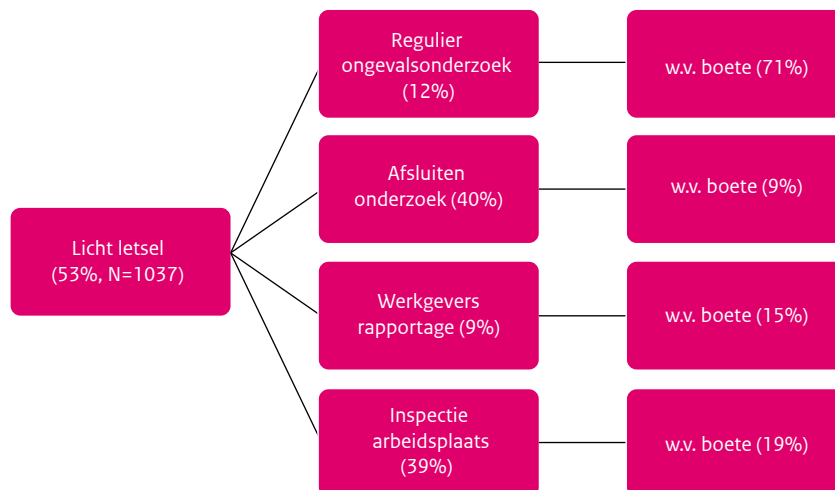 Licht letsel
(53%, N=1037)
Regulier
ongevalsonderzoek
(12%)
w.v. boete (71%)
Afsluiten
onderzoek (40%)
w.v. boete (9%)
Werkgevers
rapportage (9%)
w.v. boete (15%)
Inspectie
arbeidsplaats
(39%)
w.v. boete (19%)